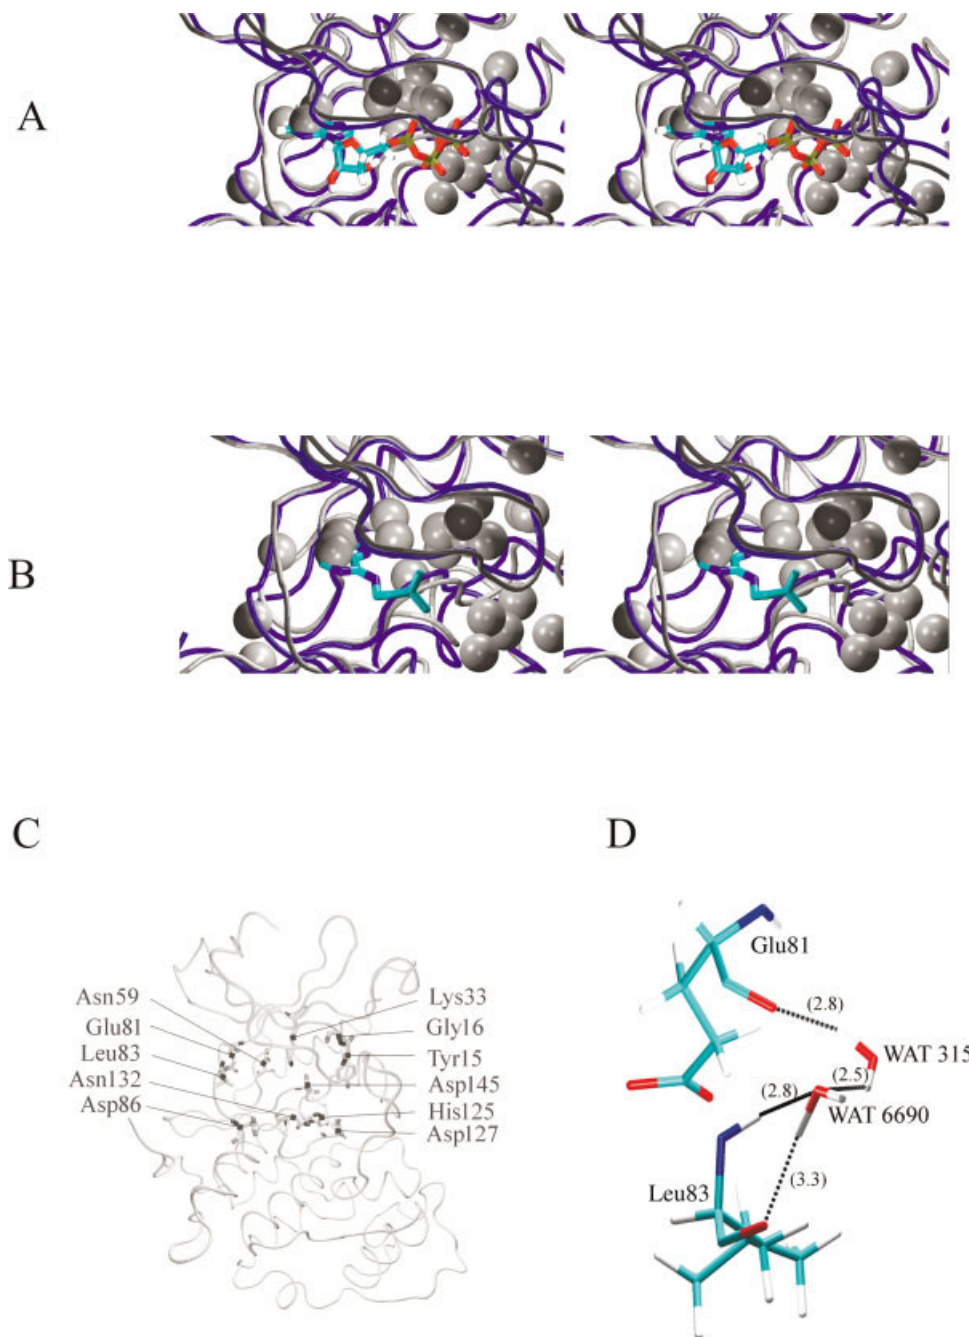 A
B
C
D
Asn59
Glu81
Leu83
Asn132
Asp86
Lys33
Gly16
Tyr15
Asp145
His125
Asp127
Glu81
(2.8)
WAT 315
(2.5)
(2.8)
WAT 6690
Leu83
(3.3)